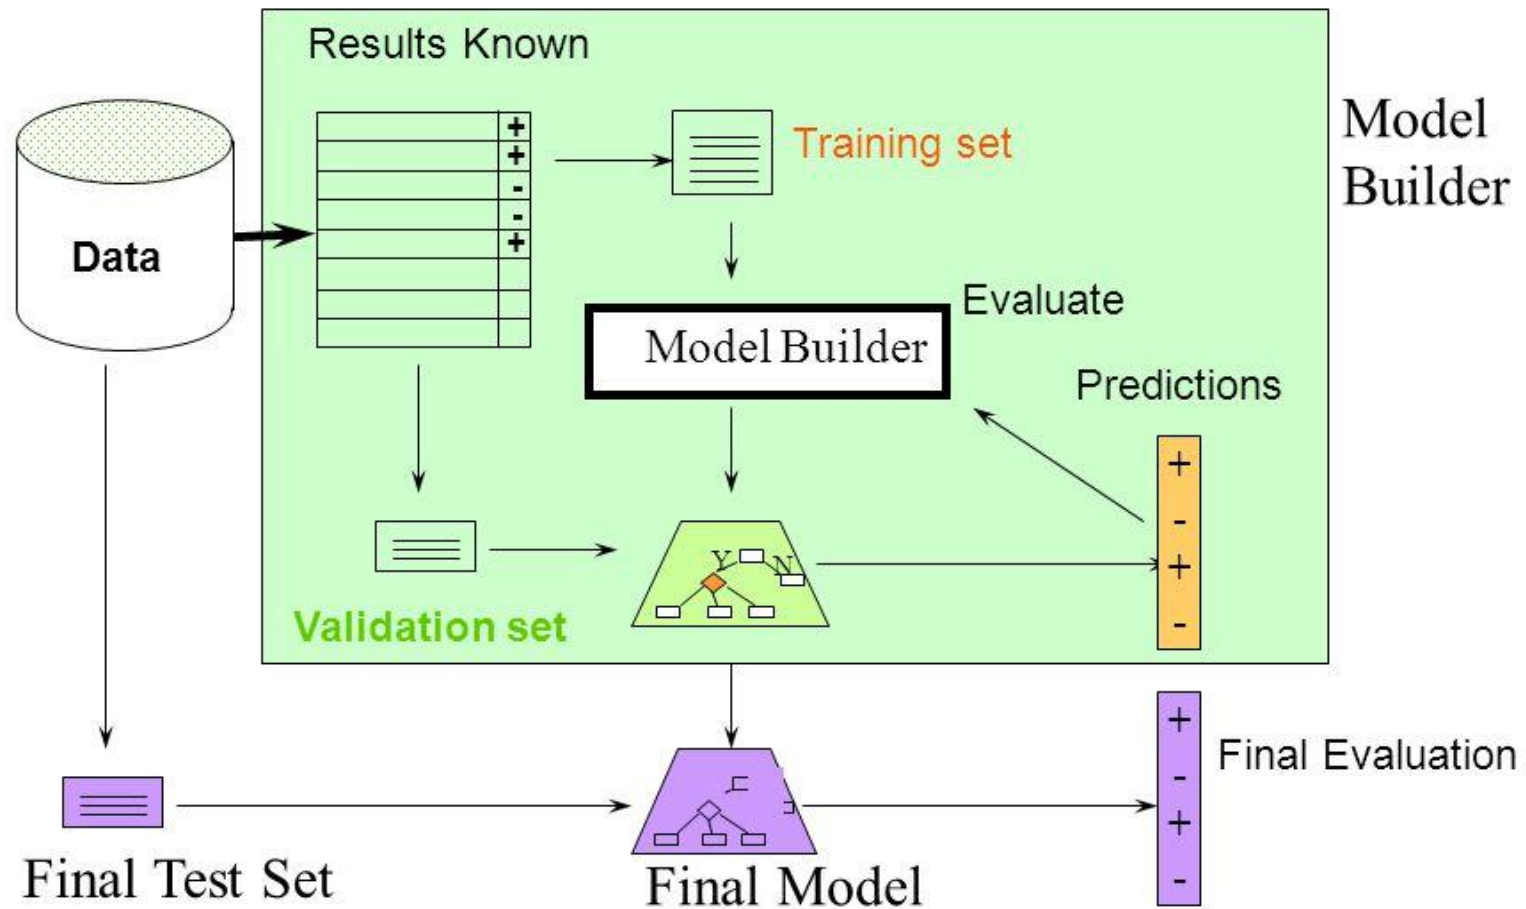 Results Known
Model
Builder
+
+
-
-
+
Training set
Data
Evaluate
Model Builder
Predictions
+
-
+
-
Y
N
Validation set
+
-
+
-
Final Evaluation
Final Test Set
Final Model